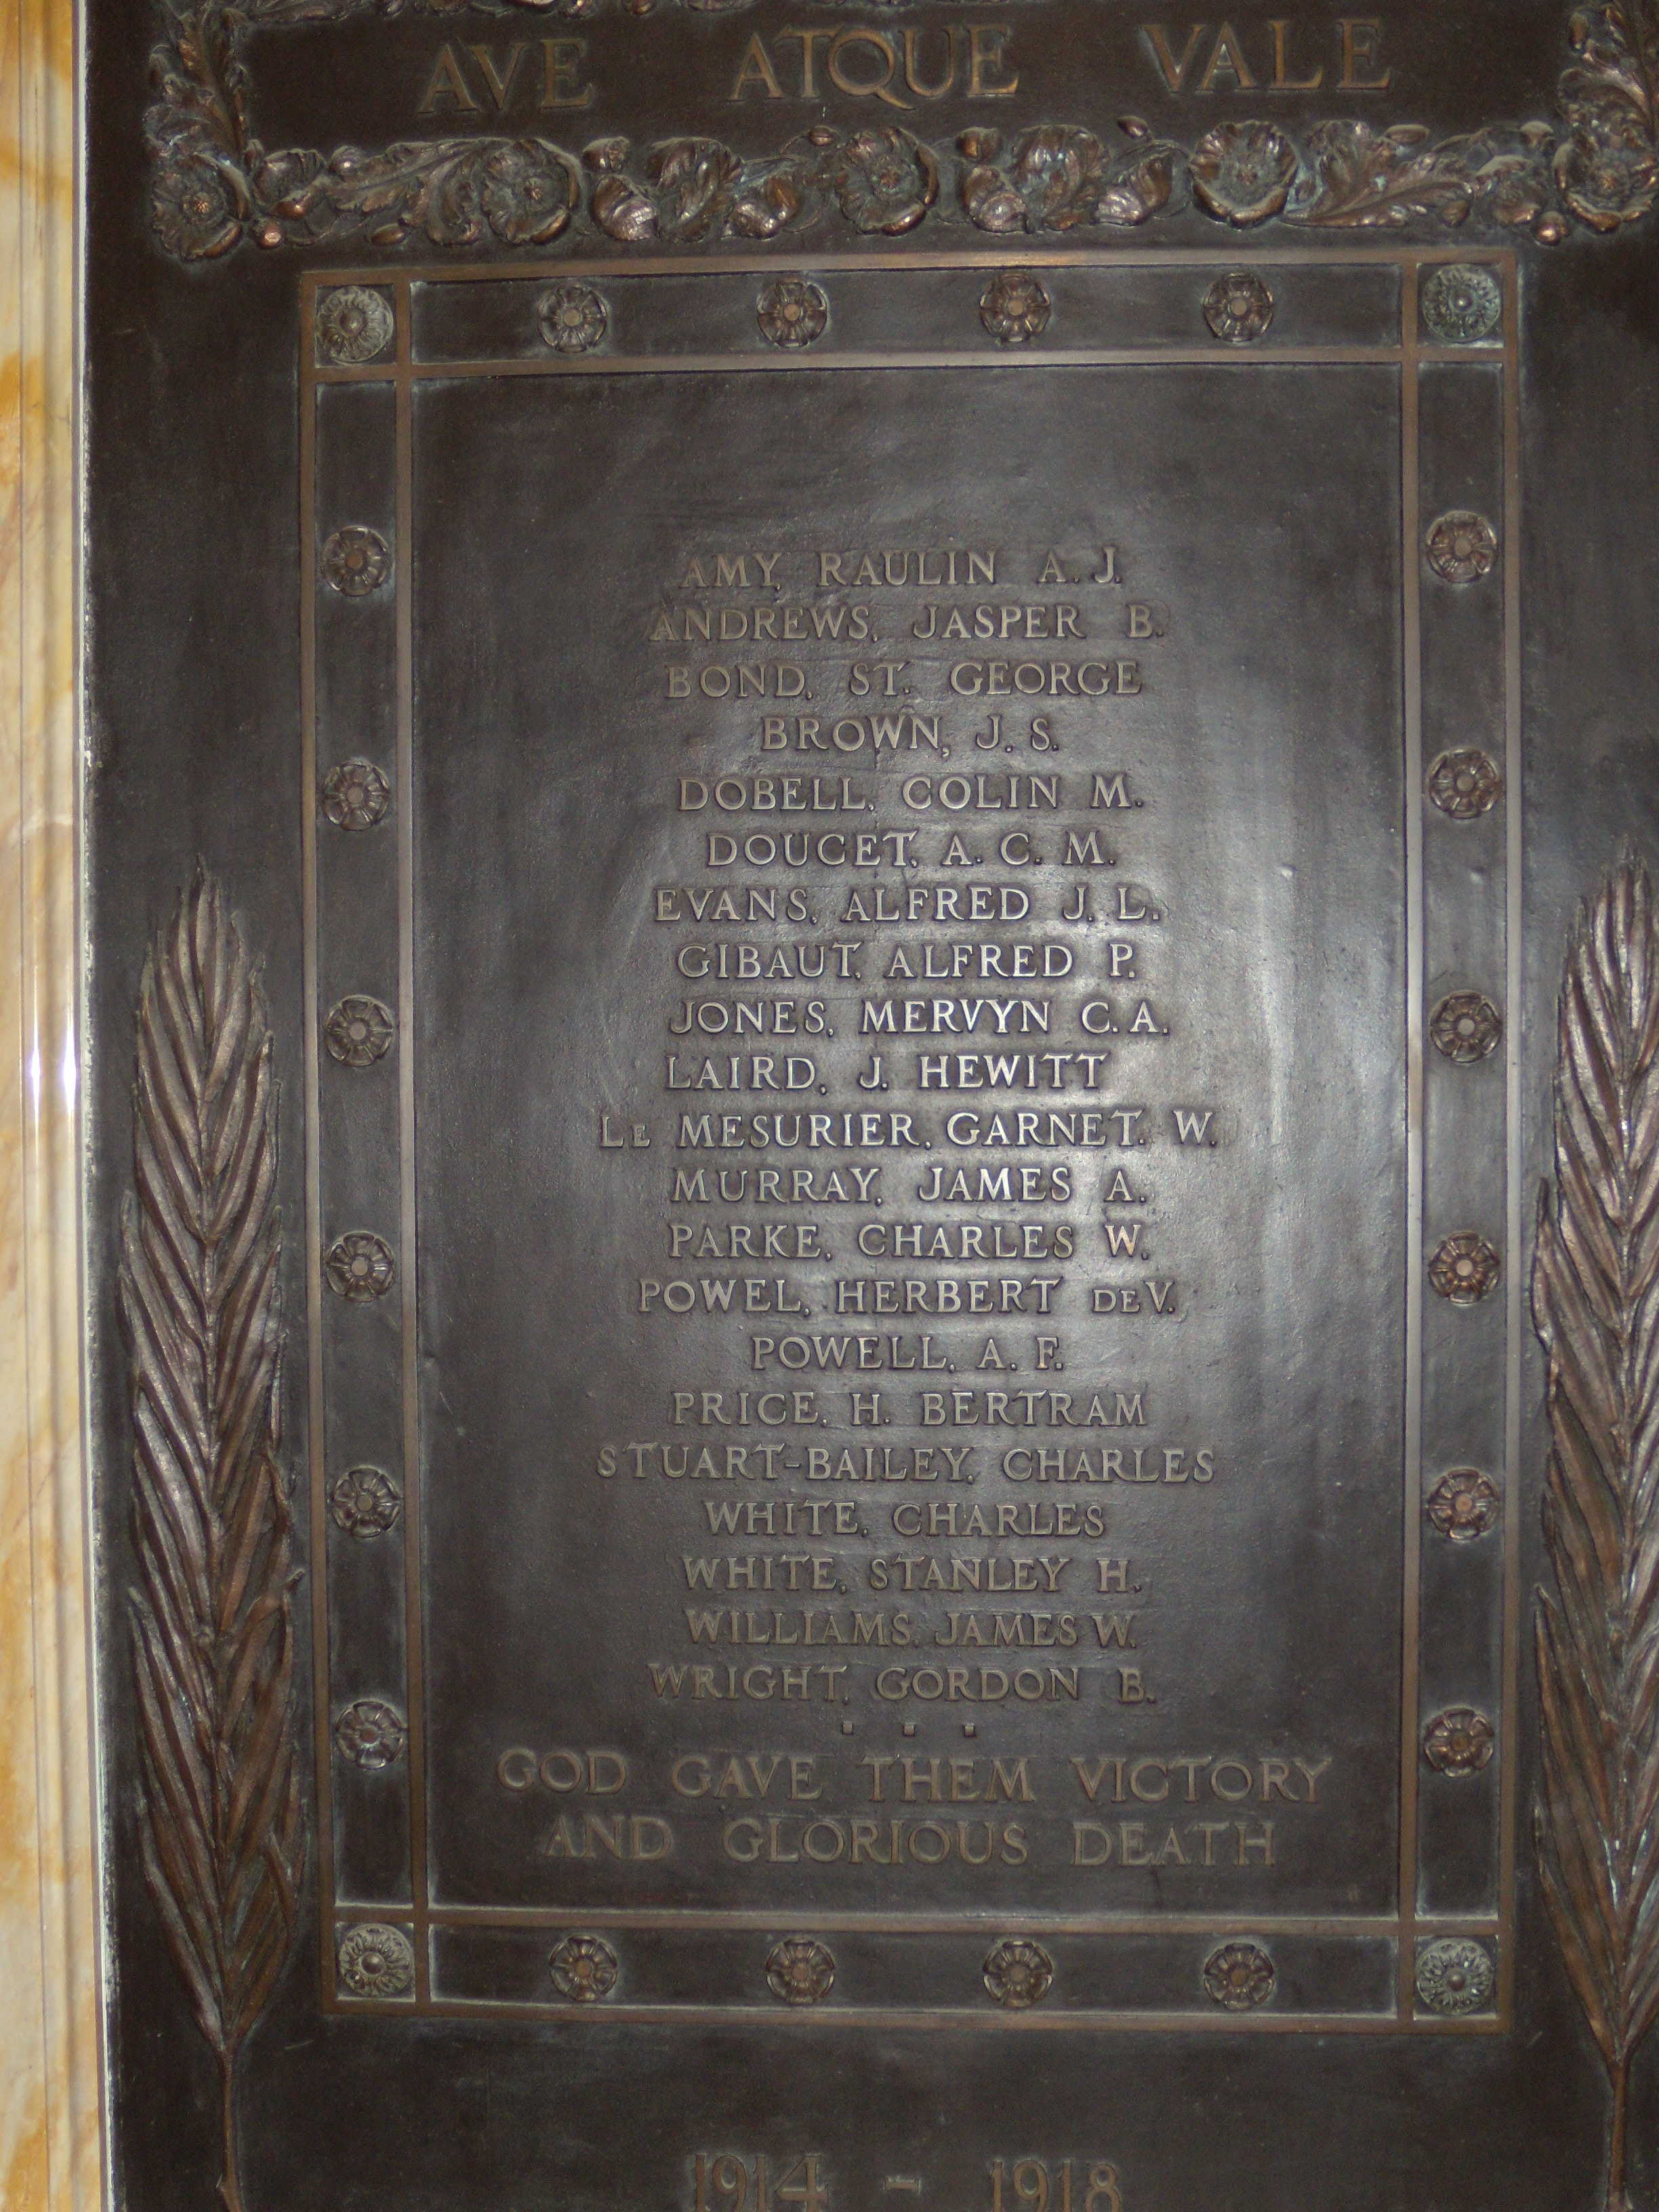 AVE ATQUE VALE
AMY, RAULIN A. J.
ANDREWS, JASPER B.
BOND, ST. GEORGE
BROWN, J. S.
DOBELL, COLIN M.
DOUCET, A. C. M.
EVANS, ALFRED J. L.
GIBAUT, ALFRED P.
JONES, MERVYN C. A.
LAIRD, J. HEWITT
LE MESURIER, GARNET. W.
MURRAY, JAMES A.
PARKE, CHARLES W.
POWEL, HERBERT DE V.
POWELL, A. F.
PRICE, H. BERTRAM
STUART-BAILEY, CHARLES
WHITE, CHARLES
WHITE, STANLEY H.
WILLIAMS, JAMES W.
WRIGHT, GORDON B.
GOD GAVE THEM VICTORY
AND GLORIOUS DEATH
1914 - 1918